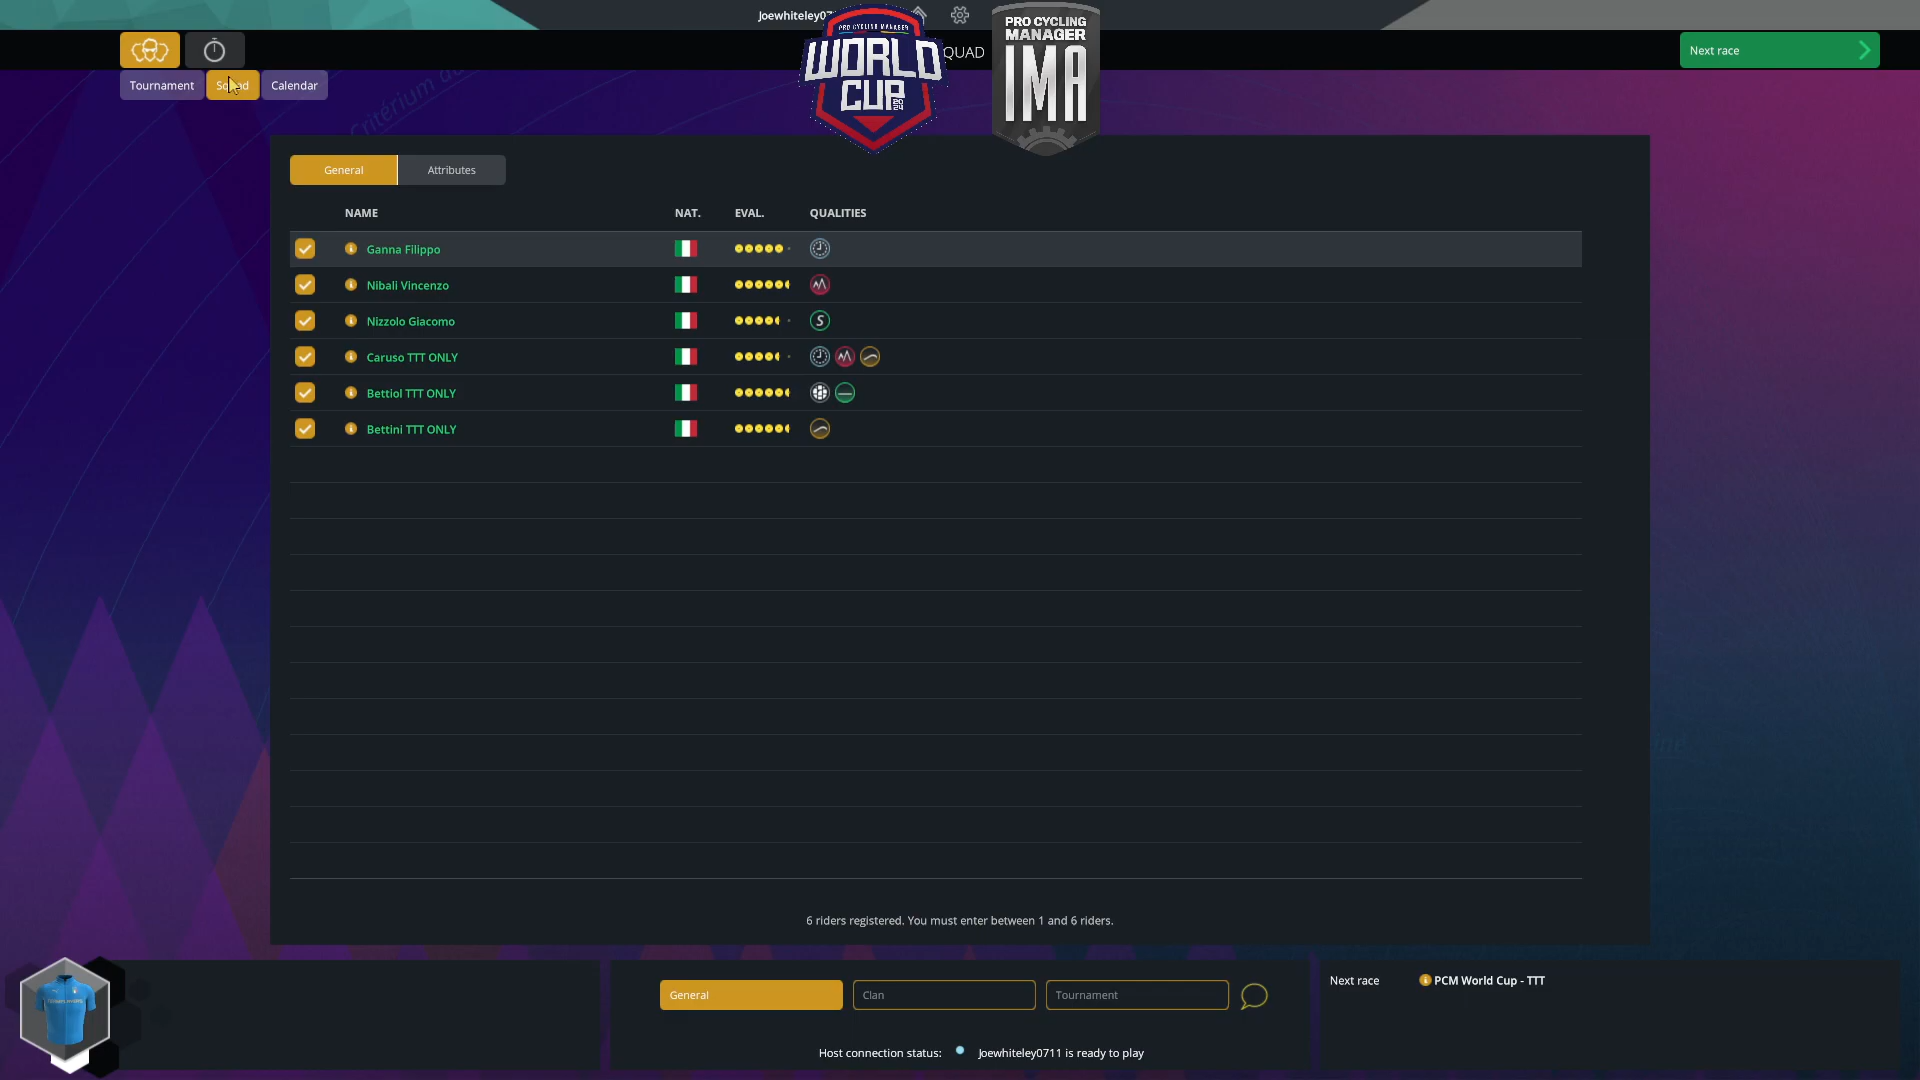 Joewhiteley07
PRO CYCLING MANAGER
WORLD
CUP
QUAD
PRO CYCLING
MANAGER
IMA
Next race
Tournament
Calendar
General
Attributes
NAME
NAT.
EVAL.
QUALITIES
Ganna Filippo
Nibali Vincenzo
Nizzolo Giacomo
Caruso TTT ONLY
Bettiol TTT ONLY
Bettini TTT ONLY
6 riders registered. You must enter between 1 and 6 riders.
General
Clan
Tournament
Next race
PCM World Cup - TTT
Host connection status:
Joewhiteley0711 is ready to play